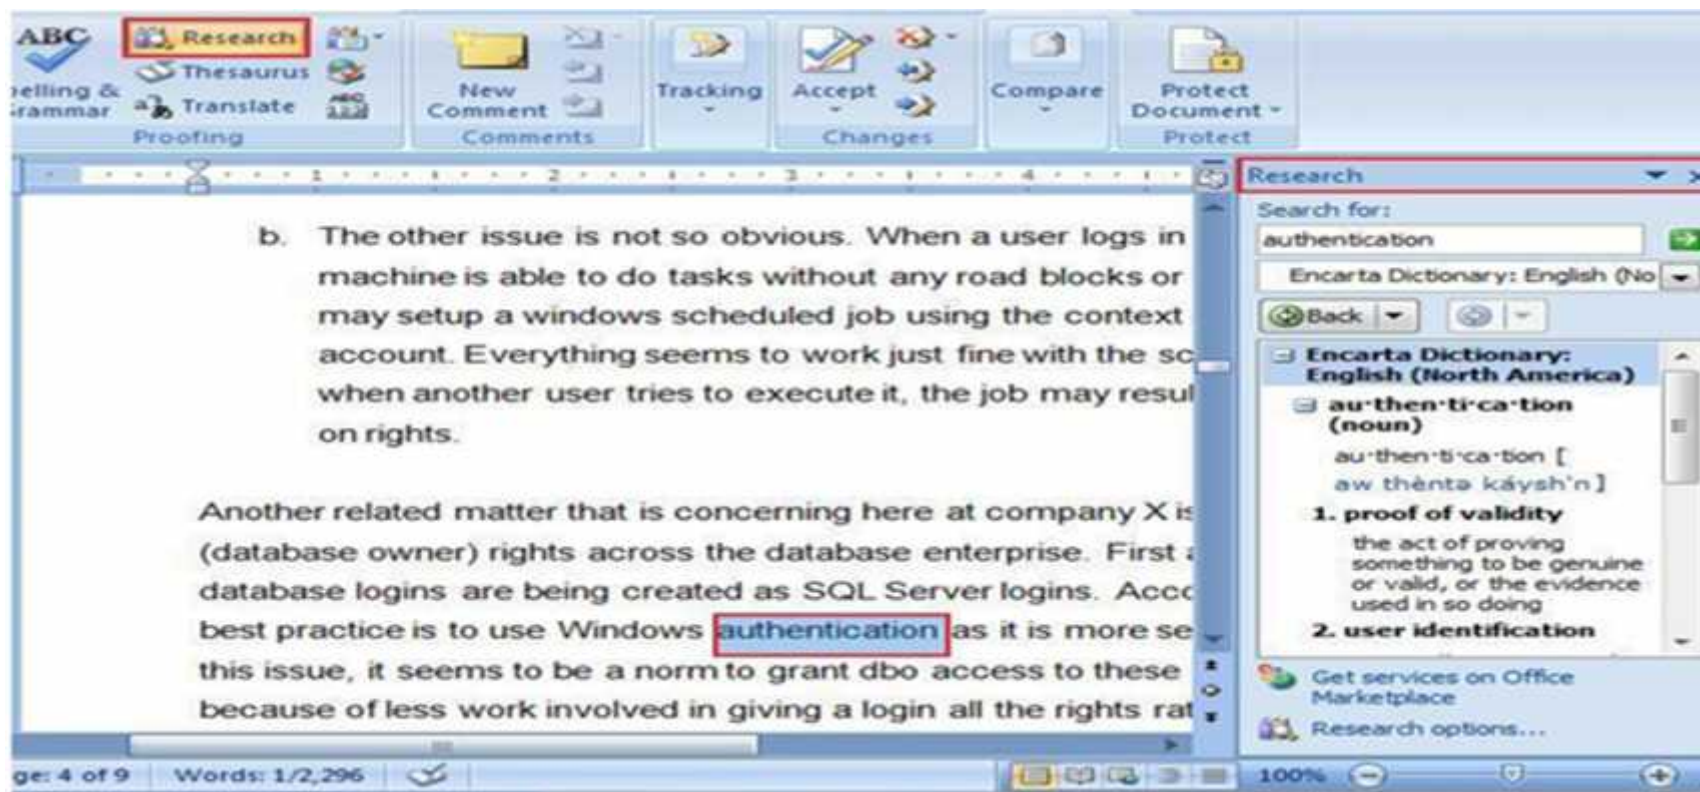 ABC
Research
Thesaurus
Translate
elling &
rammar
Proofing
New
Comment
Comments
Tracking
Accept
Changes
Compare
Protect
Document
Protect
1 2 3 4
b. The other issue is not so obvious. When a user logs in
machine is able to do tasks without any road blocks or
may setup a windows scheduled job using the context
account. Everything seems to work just fine with the sc
when another user tries to execute it, the job may resul
on rights.
Another related matter that is concerning here at company X is
(database owner) rights across the database enterprise. First a
database logins are being created as SQL Server logins. Acco
best practice is to use Windows authentication as it is more se
this issue, it seems to be a norm to grant dbo access to these
because of less work involved in giving a login all the rights rat
Research
Search for:
authentication
Encarta Dictionary: English (No
Back
Encarta Dictionary:
English (North America)
au·then·ti·ca·tion
(noun)
au·then·ti·ca·tion [
aw thèntə káysh'n]
1. proof of validity
the act of proving
something to be genuine
or valid, or the evidence
used in so doing
2. user identification
Get services on Office
Marketplace
Research options...
ge: 4 of 9 Words: 1/2,296 100%